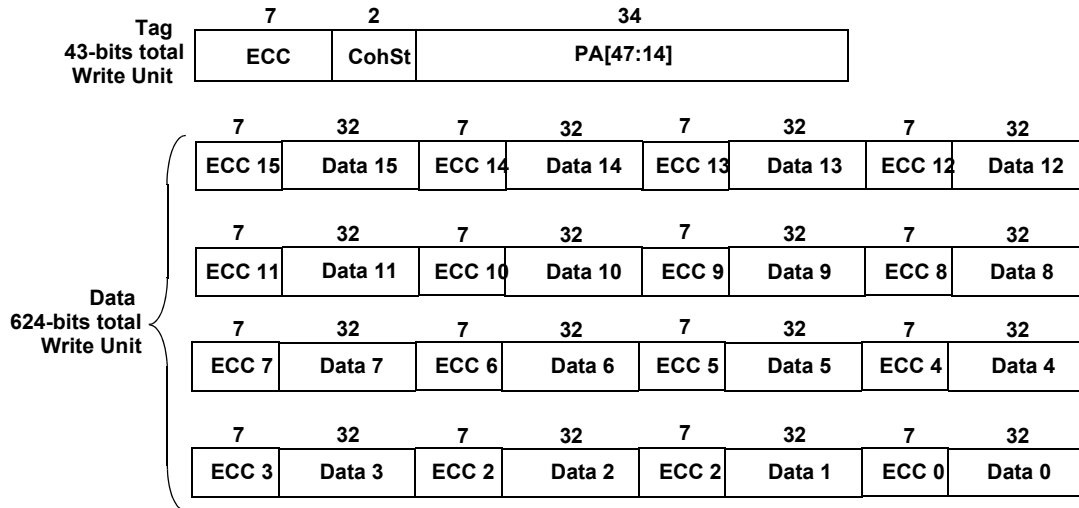 7 2 34
Tag
43-bits total
Write Unit
ECC CohSt PA[47:14]
7 32 7 32 7 32 7 32
ECC 15 Data 15 ECC 14 Data 14 ECC 13 Data 13 ECC 12 Data 12
7 32 7 32 7 32 7 32
ECC 11 Data 11 ECC 10 Data 10 ECC 9 Data 9 ECC 8 Data 8
Data
624-bits total
Write Unit
7 32 7 32 7 32 7 32
ECC 7 Data 7 ECC 6 Data 6 ECC 5 Data 5 ECC 4 Data 4
7 32 7 32 7 32 7 32
ECC 3 Data 3 ECC 2 Data 2 ECC 2 Data 1 ECC 0 Data 0